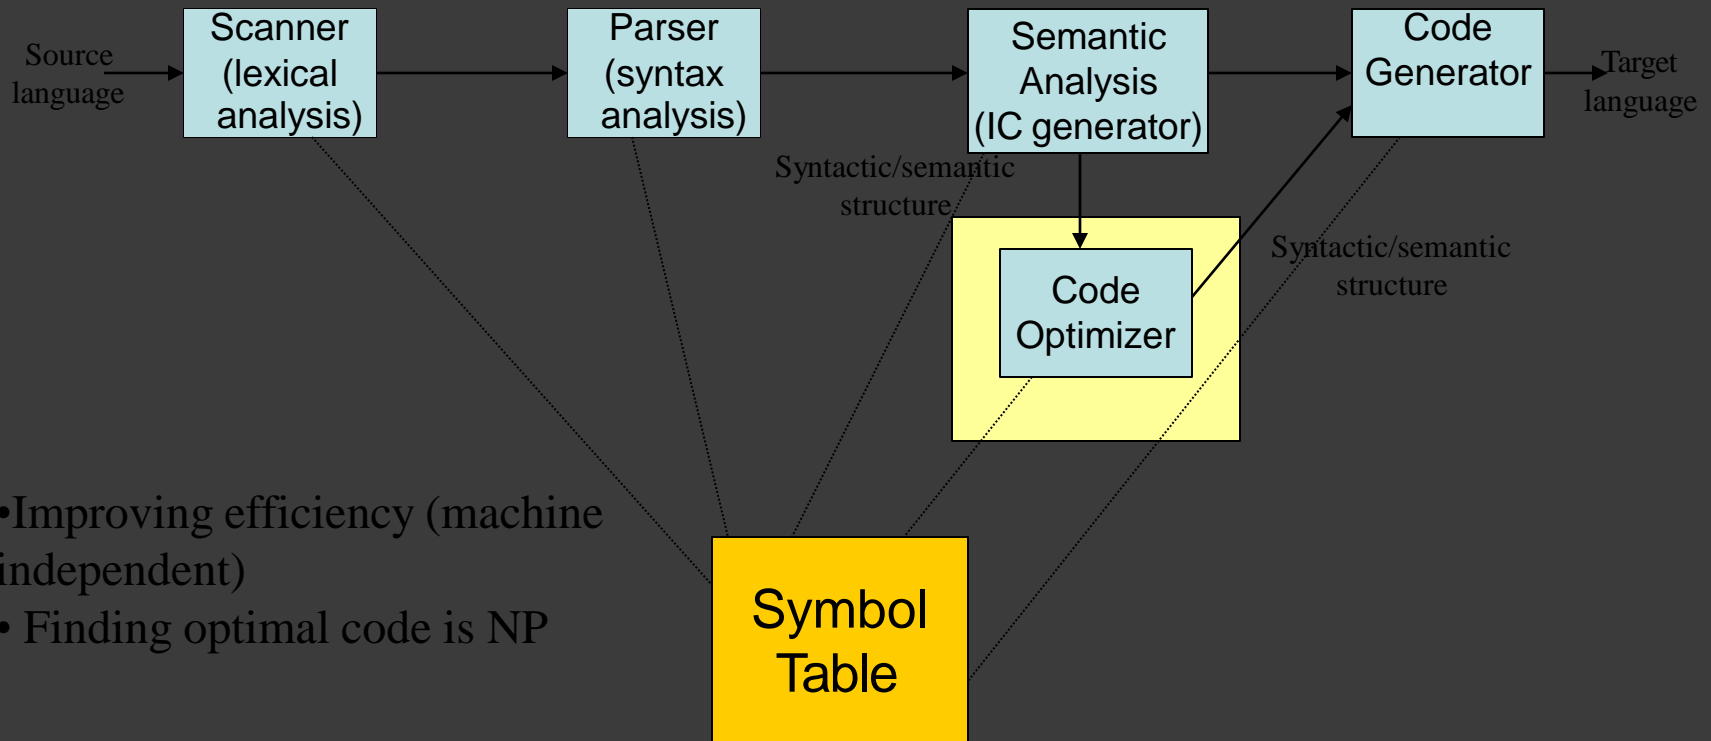 Source
language
Scanner
(lexical
analysis)
Parser
(syntax
analysis)
Semantic
Analysis
(IC generator)
Code
Generator
Target
language
Syntactic/semantic
structure
Code
Optimizer
Syntactic/semantic
structure
•Improving efficiency (machine
independent)
• Finding optimal code is NP
Symbol
Table